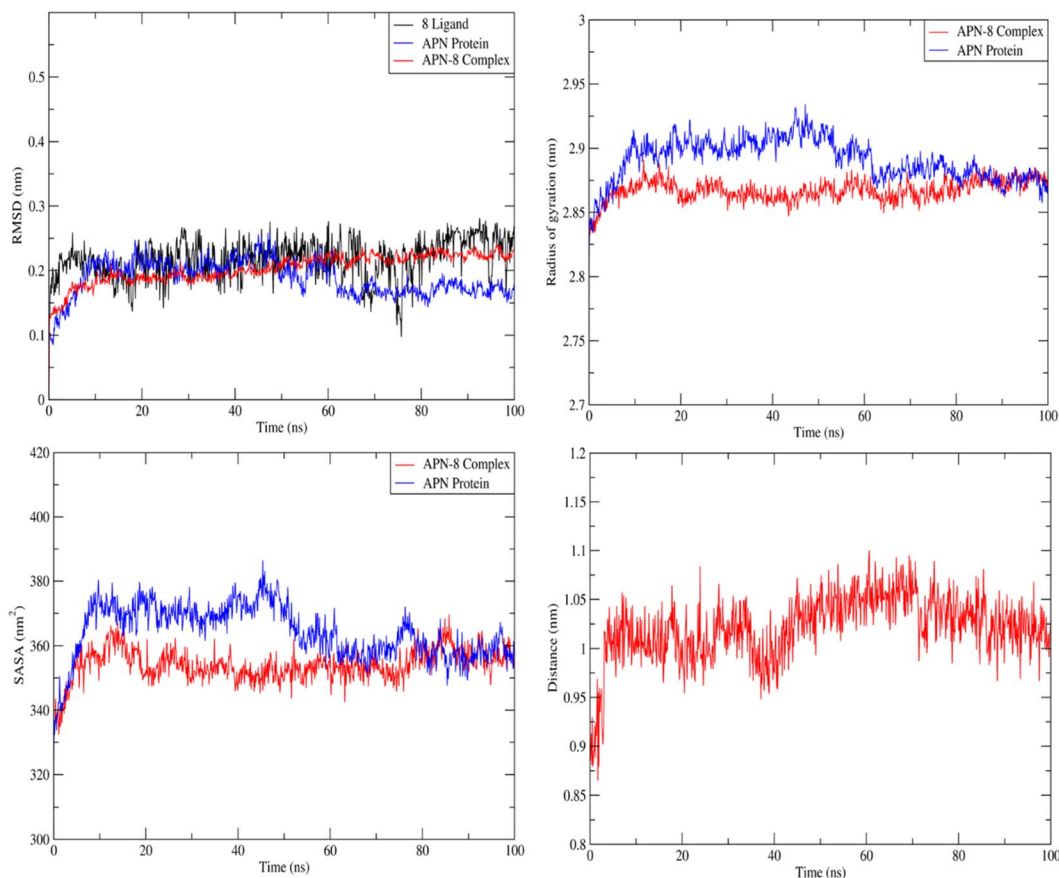 8 Ligand
APN Protein
APN-8 Complex
0.5
0.4
0.3
0.2
0.1
0
RMSD (nm)
0 20 40 60 80 100
Time (ns)
APN-8 Complex
APN Protein
3
2.95
2.9
2.85
2.8
2.75
2.7
Radius of gyration (nm)
0 20 40 60 80 100
Time (ns)
APN-8 Complex
APN Protein
420
400
380
360
340
320
300
SASA (nm²)
0 20 40 60 80 100
Time (ns)
1.2
1.15
1.1
1.05
1
0.95
0.9
0.85
0.8
Distance (nm)
0 20 40 60 80 100
Time (ns)